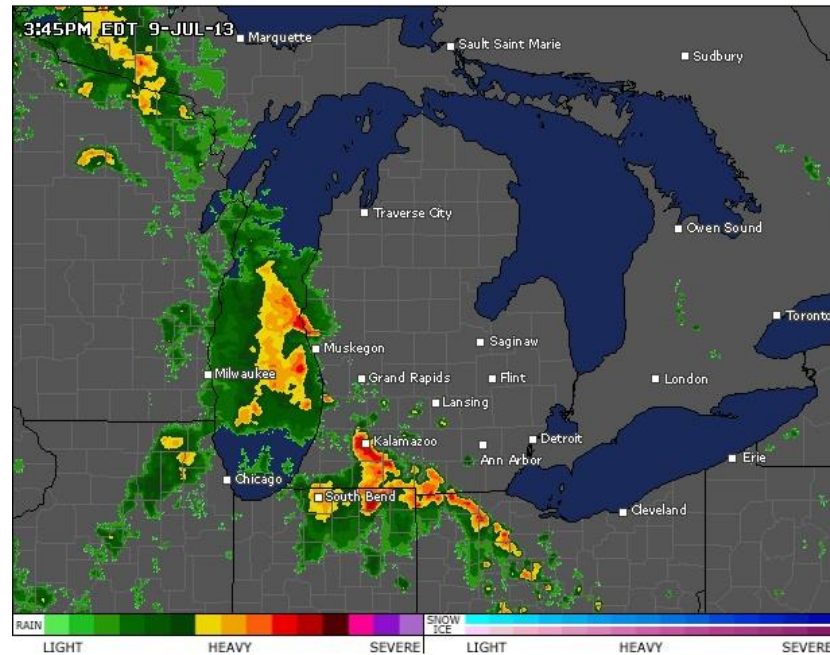 3:45PM EDT 9-JUL-13
Marquette
Sault Saint Marie
Sudbury
Traverse City
Owen Sound
Toronto
Saginaw
Muskegon
Milwaukee
Grand Rapids
Flint
London
Lansing
Kalamazoo
Detroit
Ann Arbor
Erie
Chicago
South Bend
Cleveland
RAIN
SNOW
ICE
LIGHT HEAVY SEVERE LIGHT HEAVY SEVERE